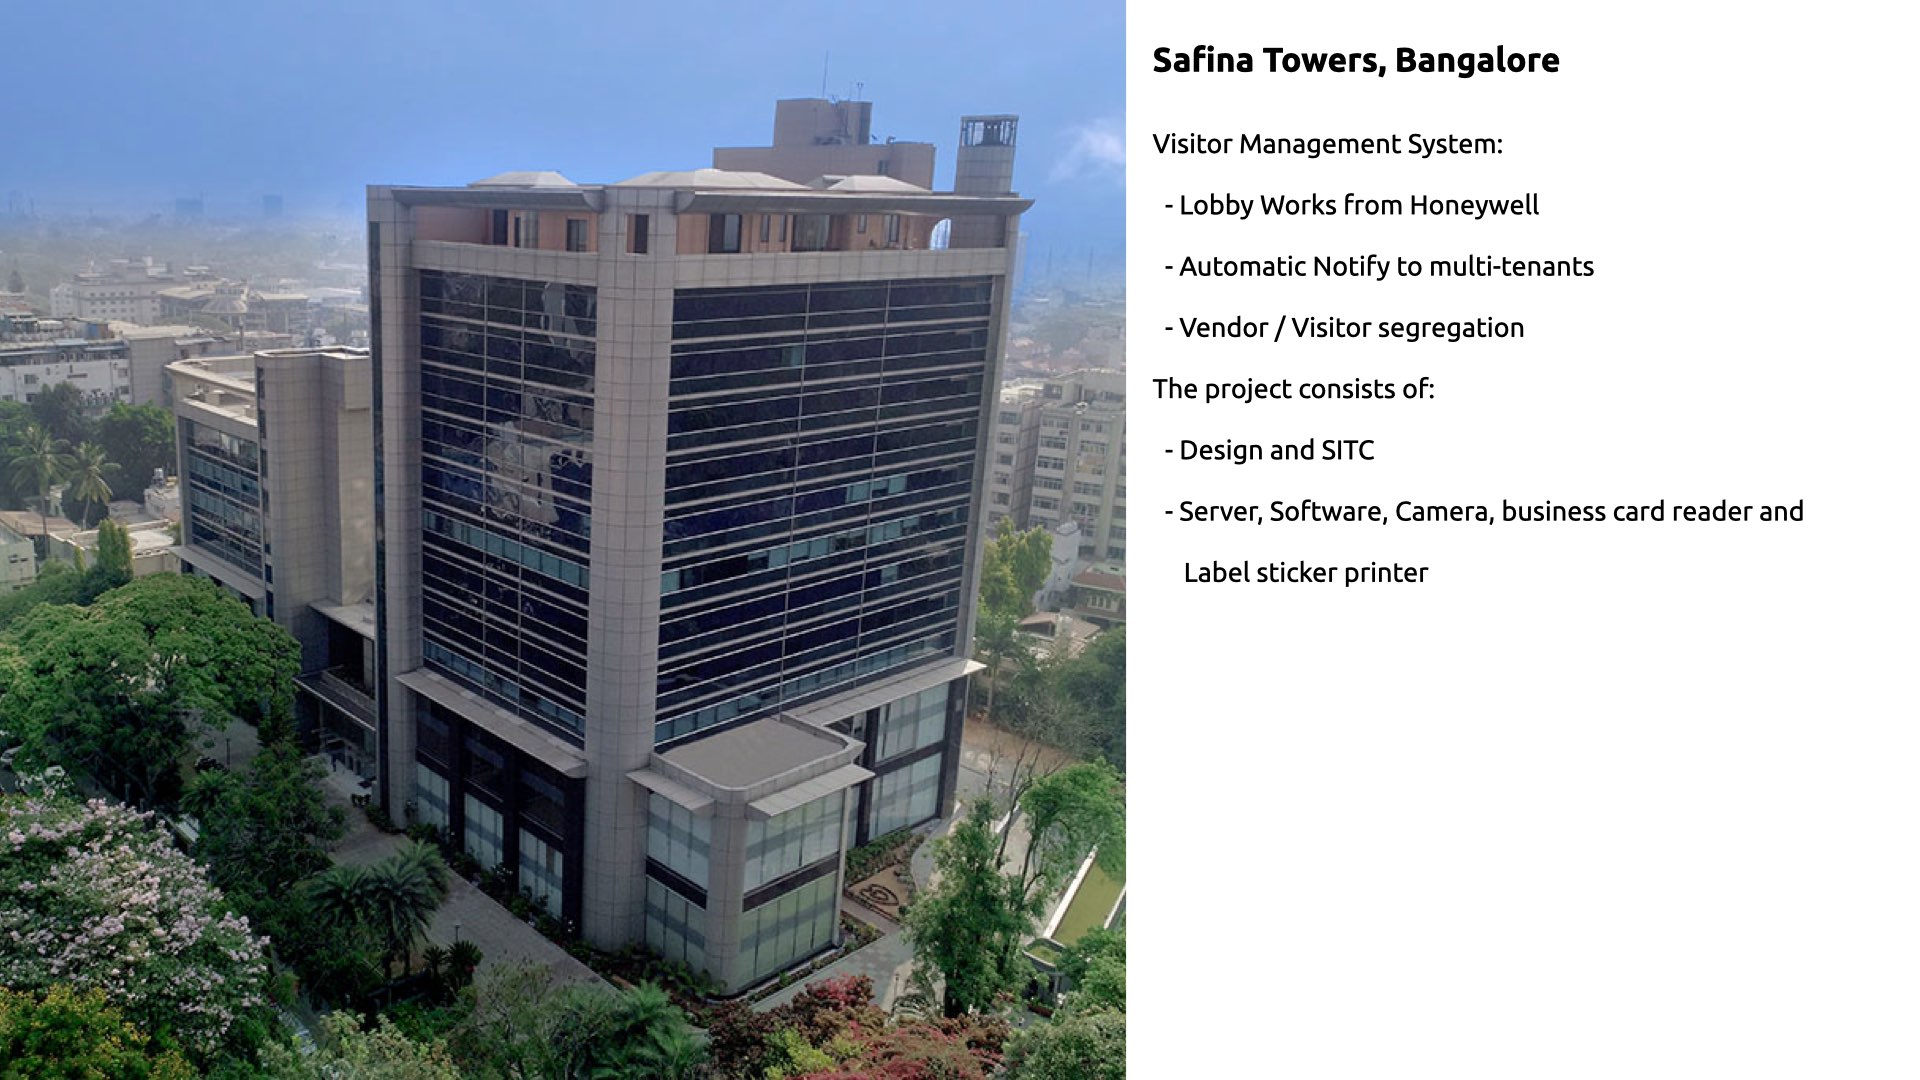 Safina Towers, Bangalore
Visitor Management System:
- Lobby Works from Honeywell
- Automatic Notify to multi-tenants
- Vendor / Visitor segregation
The project consists of:
- Design and SITC
- Server, Software, Camera, business card reader and
Label sticker printer